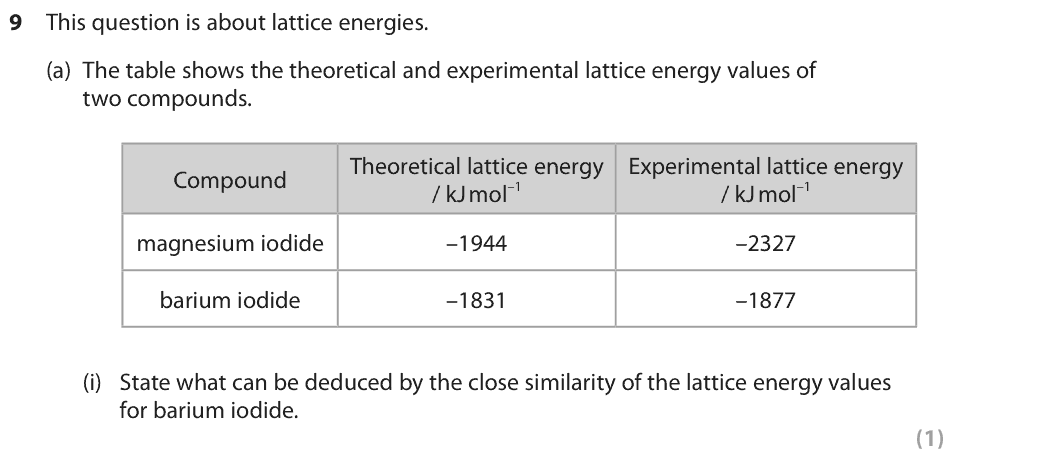 9 This question is about lattice energies.
(a) The table shows the theoretical and experimental lattice energy values of
two compounds.
Compound
Theoretical lattice energy
/ kJ mol⁻¹
Experimental lattice energy
/ kJ mol⁻¹
magnesium iodide –1944 –2327
barium iodide –1831 –1877
(i) State what can be deduced by the close similarity of the lattice energy values
for barium iodide.
(1)